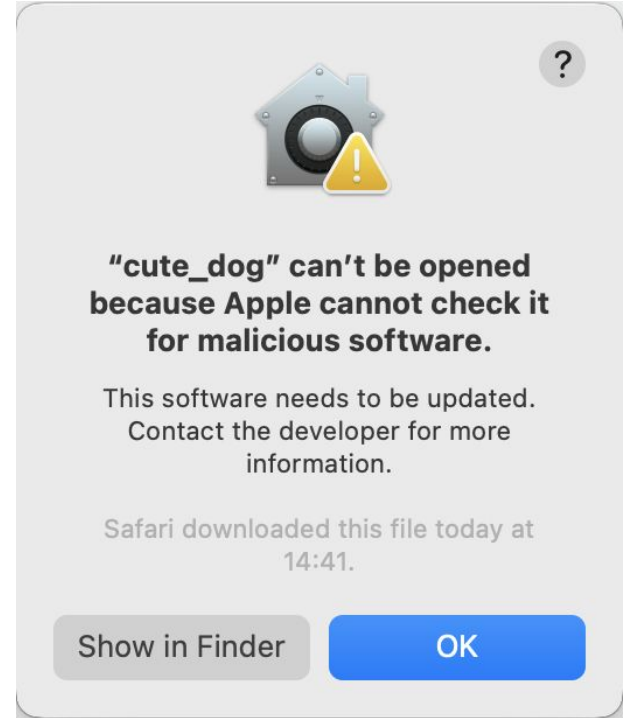 ?
“cute_dog” can’t be opened
because Apple cannot check it
for malicious software.
This software needs to be updated.
Contact the developer for more
information.
Safari downloaded this file today at
14:41.
Show in Finder
OK